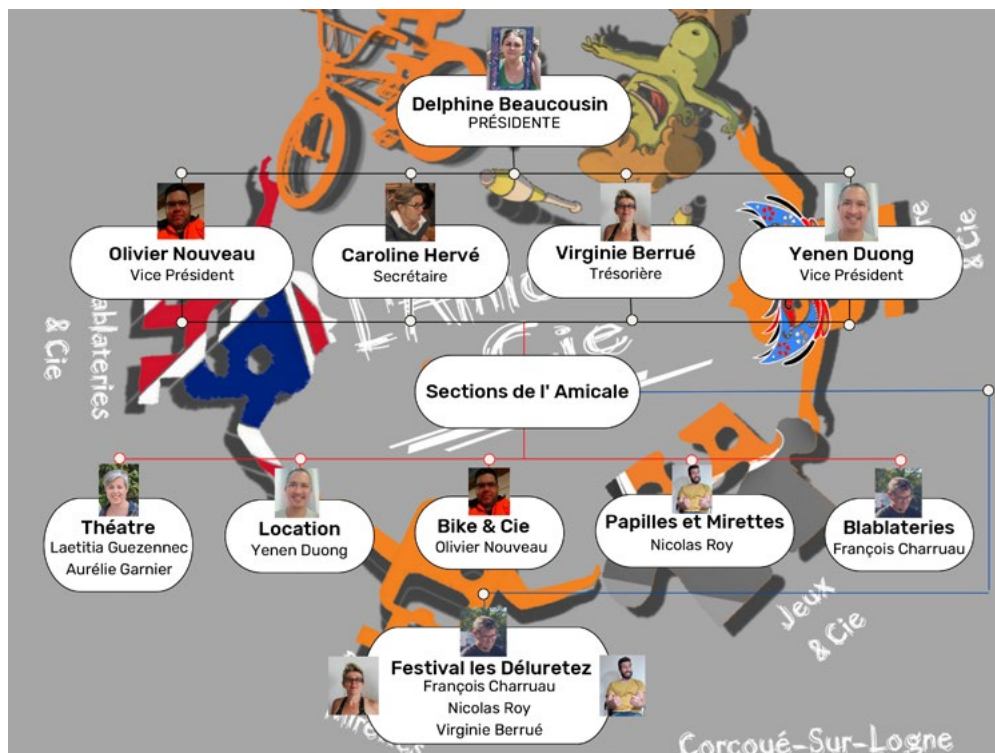 Delphine Beaucousin
PRÉSIDENTE
Olivier Nouveau
Vice Président
Caroline Hervé
Secrétaire
Virginie Berrué
Trésorière
Yenen Duong
Vice Président
& Cie
& Cie
Sections de l' Amicale
Théatre
Laetitia Guezennec
Aurélie Garnier
Location
Yenen Duong
Bike & Cie
Olivier Nouveau
Papilles et Mirettes
Nicolas Roy
Blablateries
François Charruau
Jeux
& Cie
Festival les Déluretez
François Charruau
Nicolas Roy
Virginie Berrué
Corcoué-Sur-Logne